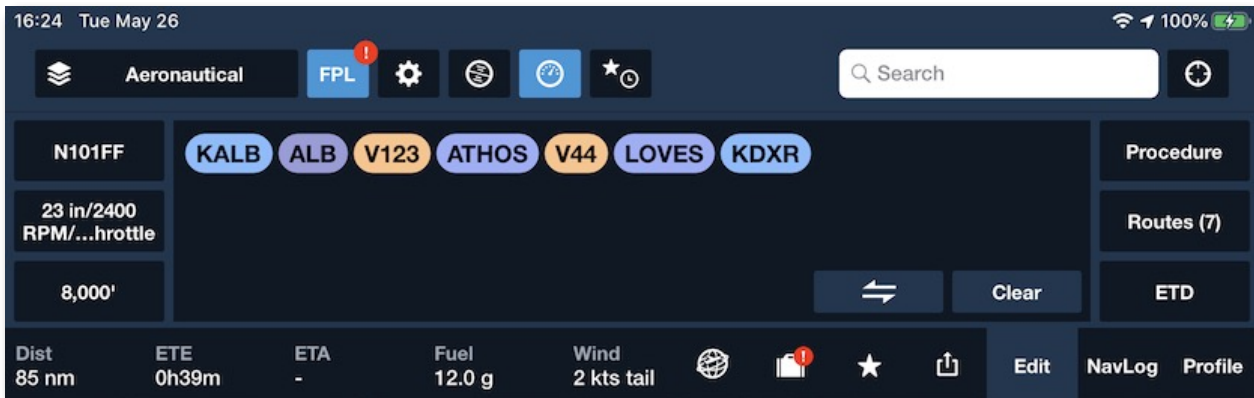 16:24 Tue May 26 100%
Aeronautical FPL ! Search
N101FF KALB ALB V123 ATHOS V44 LOVES KDXR Procedure
23 in/2400
RPM/...hrottle Routes (7)
8,000' Clear ETD
Dist ETE ETA Fuel Wind ! Edit NavLog Profile
85 nm 0h39m - 12.0 g 2 kts tail